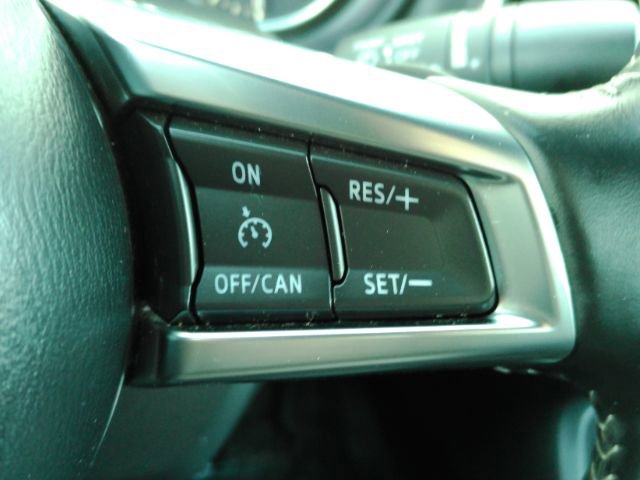 ON
OFF/CAN
RES/+
SET/−